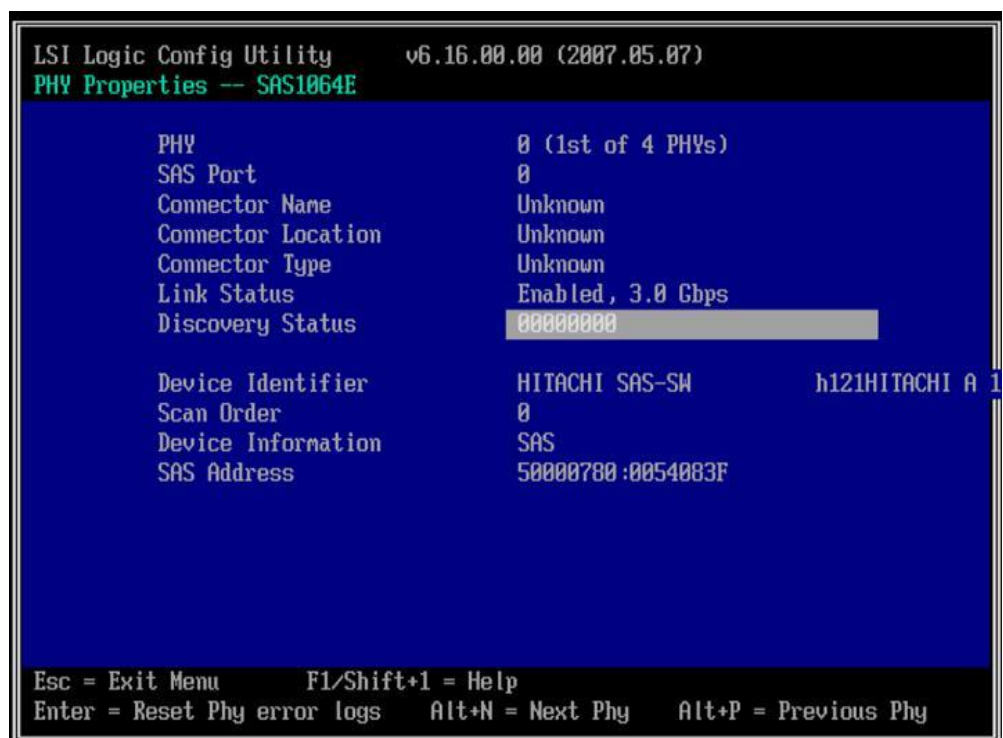 LSI Logic Config Utility v6.16.00.00 (2007.05.07)
PHY Properties -- SAS1064E
PHY 0 (1st of 4 PHYs)
SAS Port 0
Connector Name Unknown
Connector Location Unknown
Connector Type Unknown
Link Status Enabled, 3.0 Gbps
Discovery Status 00000000
Device Identifier HITACHI SAS-SW h121HITACHI A 1
Scan Order 0
Device Information SAS
SAS Address 50000780:0054083F
Esc = Exit Menu F1/Shift+1 = Help
Enter = Reset Phy error logs Alt+N = Next Phy Alt+P = Previous Phy